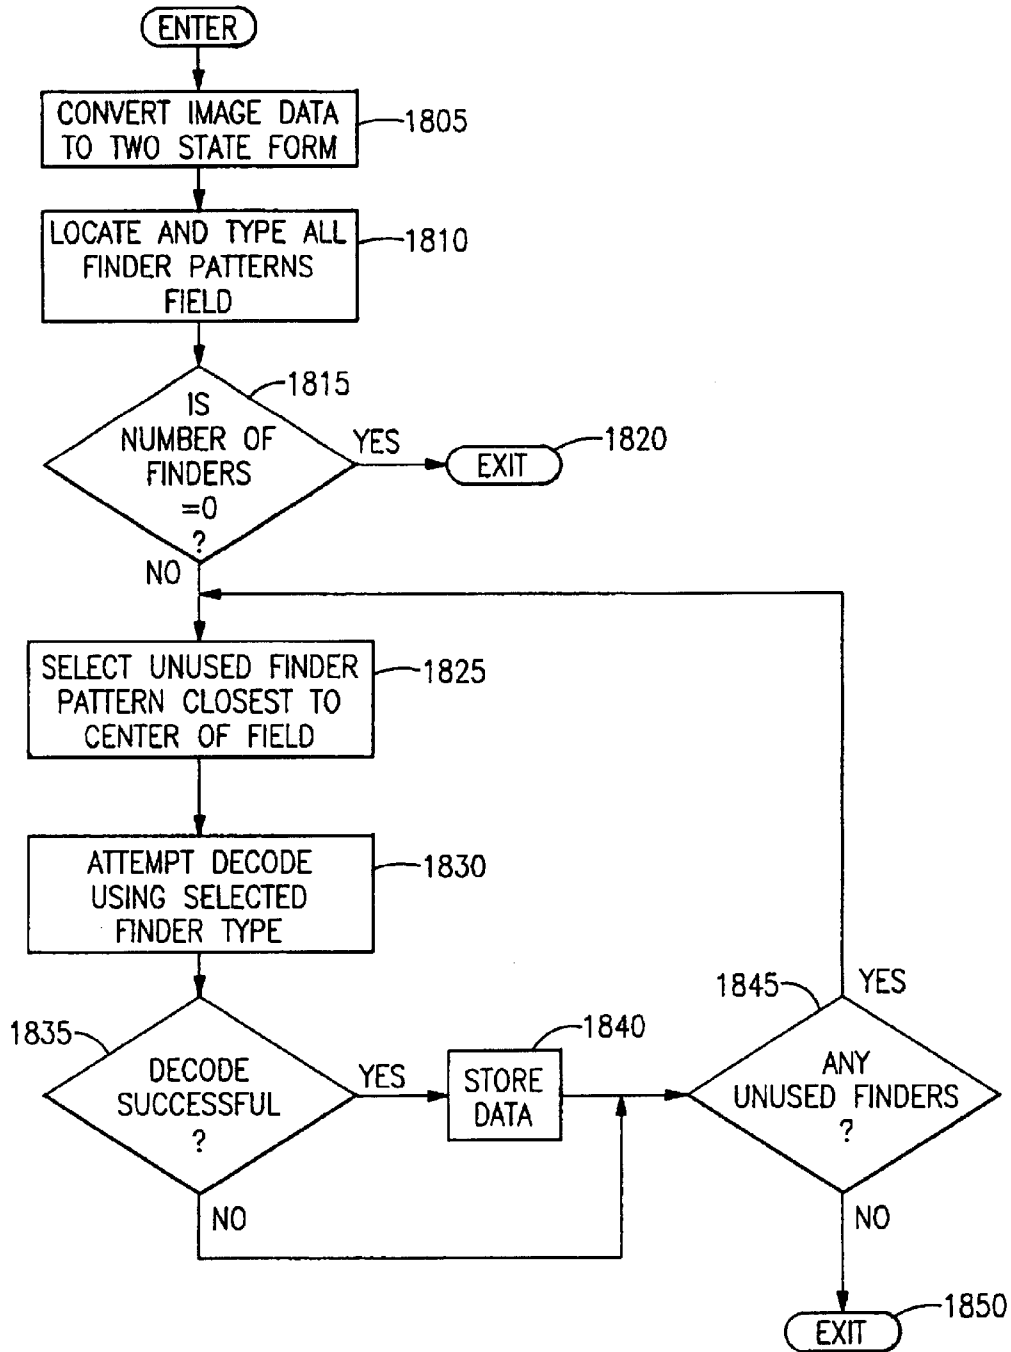 ENTER
CONVERT IMAGE DATA
TO TWO STATE FORM
1805
LOCATE AND TYPE ALL
FINDER PATTERNS
FIELD
1810
IS
NUMBER OF
FINDERS
=0
?
1815
YES
EXIT
1820
NO
SELECT UNUSED FINDER
PATTERN CLOSEST TO
CENTER OF FIELD
1825
ATTEMPT DECODE
USING SELECTED
FINDER TYPE
1830
1835
DECODE
SUCCESSFUL
?
YES
NO
STORE
DATA
1840
1845
ANY
UNUSED FINDERS
?
YES
NO
EXIT
1850